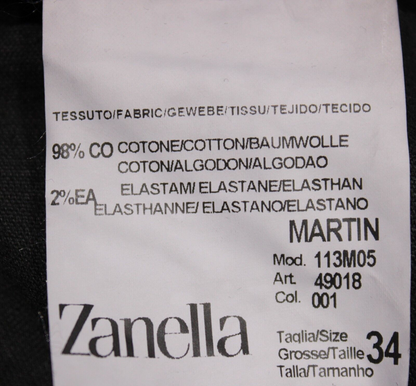 TESSUTO/FABRIC/GEWEBE/TISSU/TEJIDO/TECIDO
98% CO COTONE/COTTON/BAUMWOLLE
COTON/ALGODON/ALGODAO
2%EA ELASTAM/ ELASTANE/ELASTHAN
ELASTHANNE/ ELASTANO/ELASTANO
MARTIN
Mod. 113M05
Art. 49018
Col. 001
Zanella
Taglia/Size
Grosse/Taille 34
Talla/Tamanho